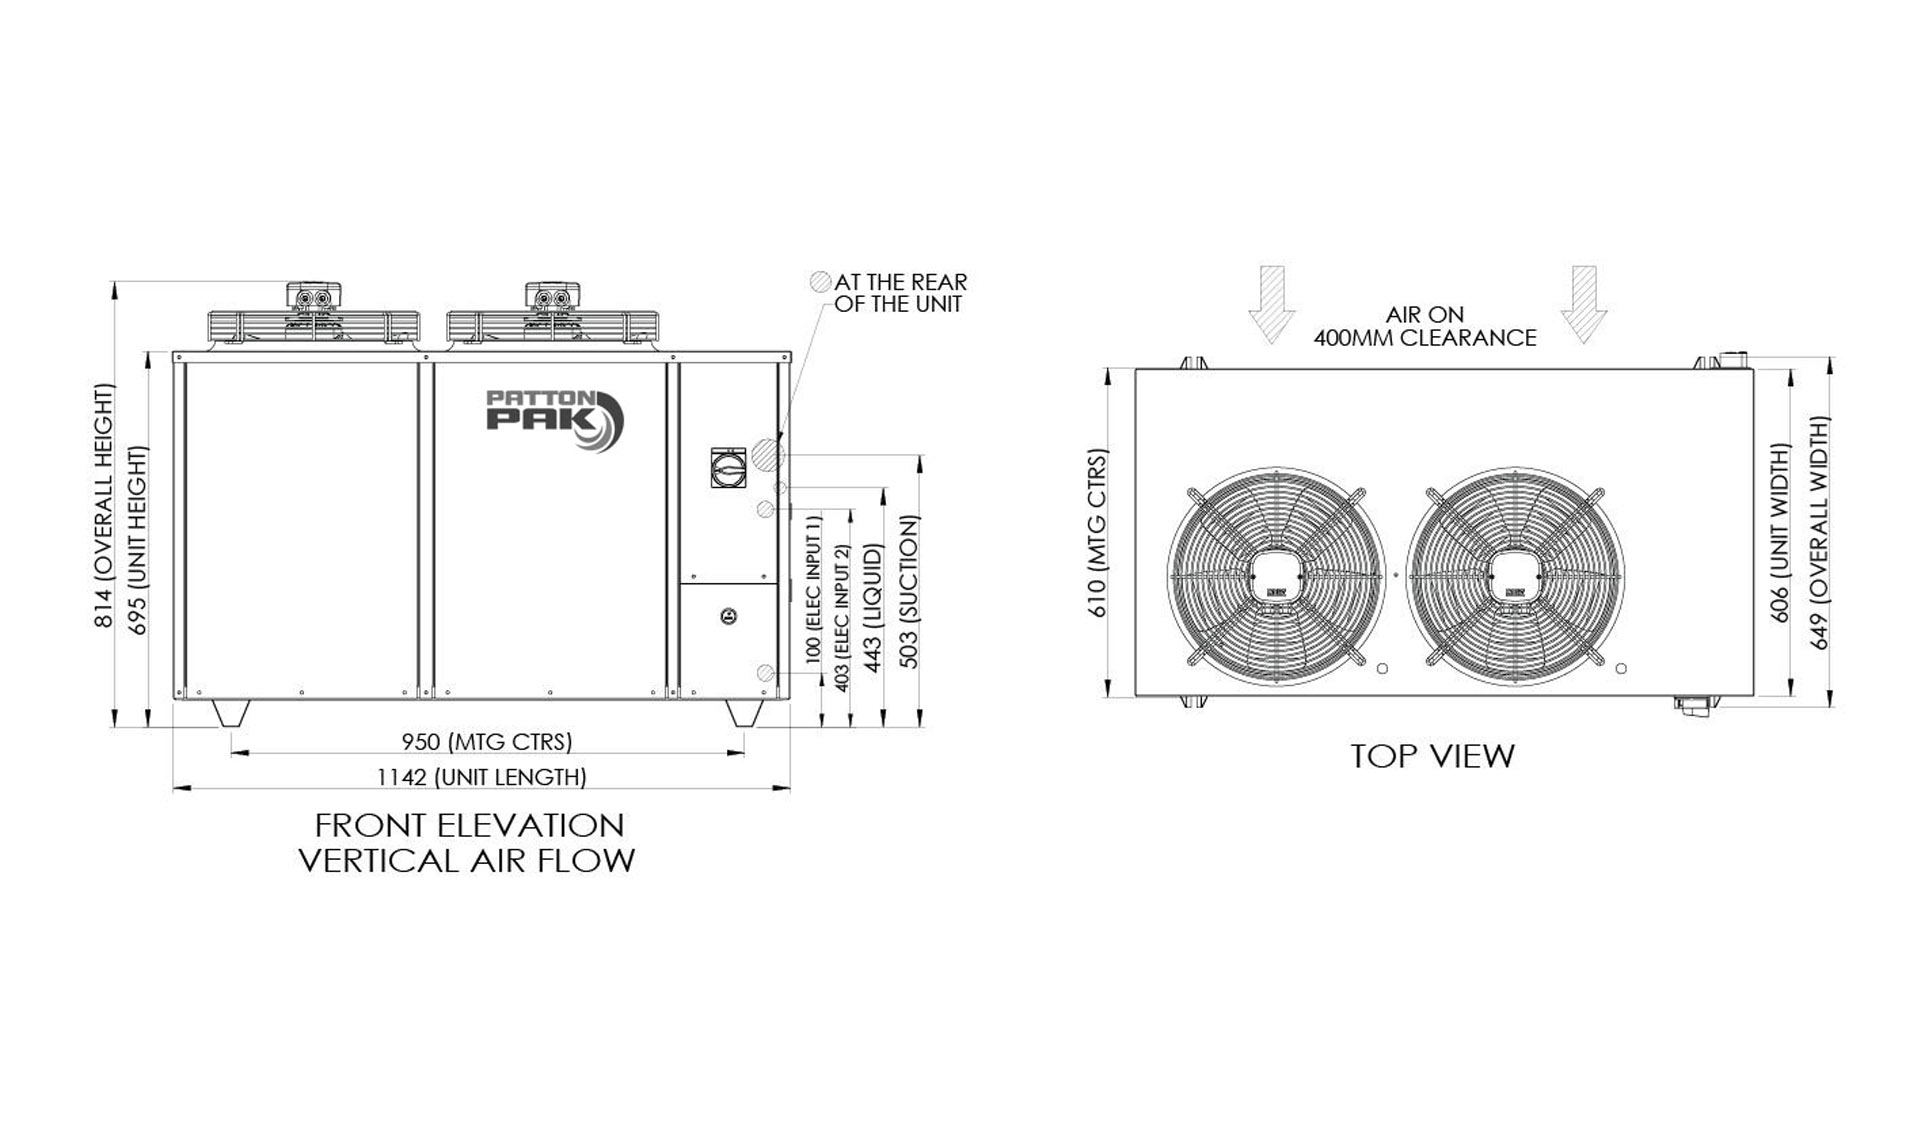 AT THE REAR
OF THE UNIT
PATTON
PAK
814 (OVERALL HEIGHT)
695 (UNIT HEIGHT)
100 (ELEC INPUT 1)
403 (ELEC INPUT 2)
443 (LIQUID)
503 (SUCTION)
950 (MTG CTRS)
1142 (UNIT LENGTH)
FRONT ELEVATION
VERTICAL AIR FLOW
AIR ON
400MM CLEARANCE
610 (MTG CTRS)
606 (UNIT WIDTH)
649 (OVERALL WIDTH)
TOP VIEW